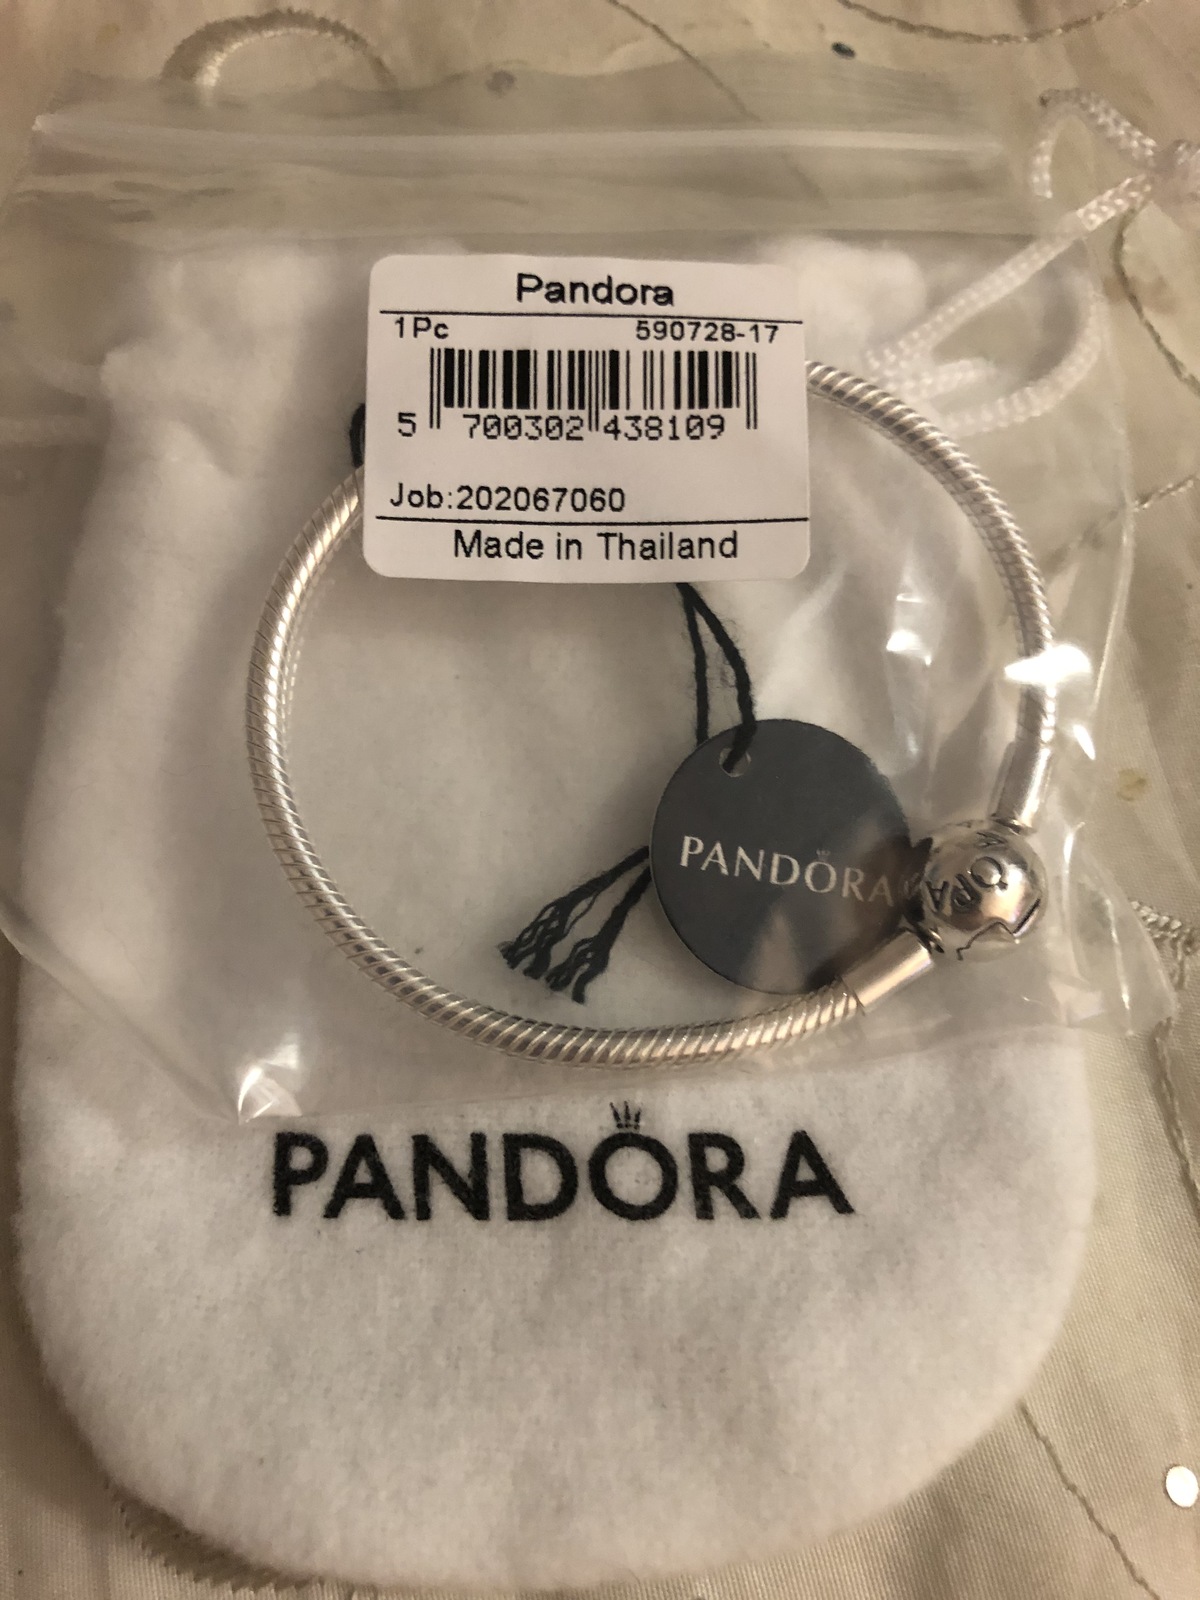 Pandora
1Pc 590728-17
5 700302 438109
Job:202067060
Made in Thailand
PANDORA
PANDORA